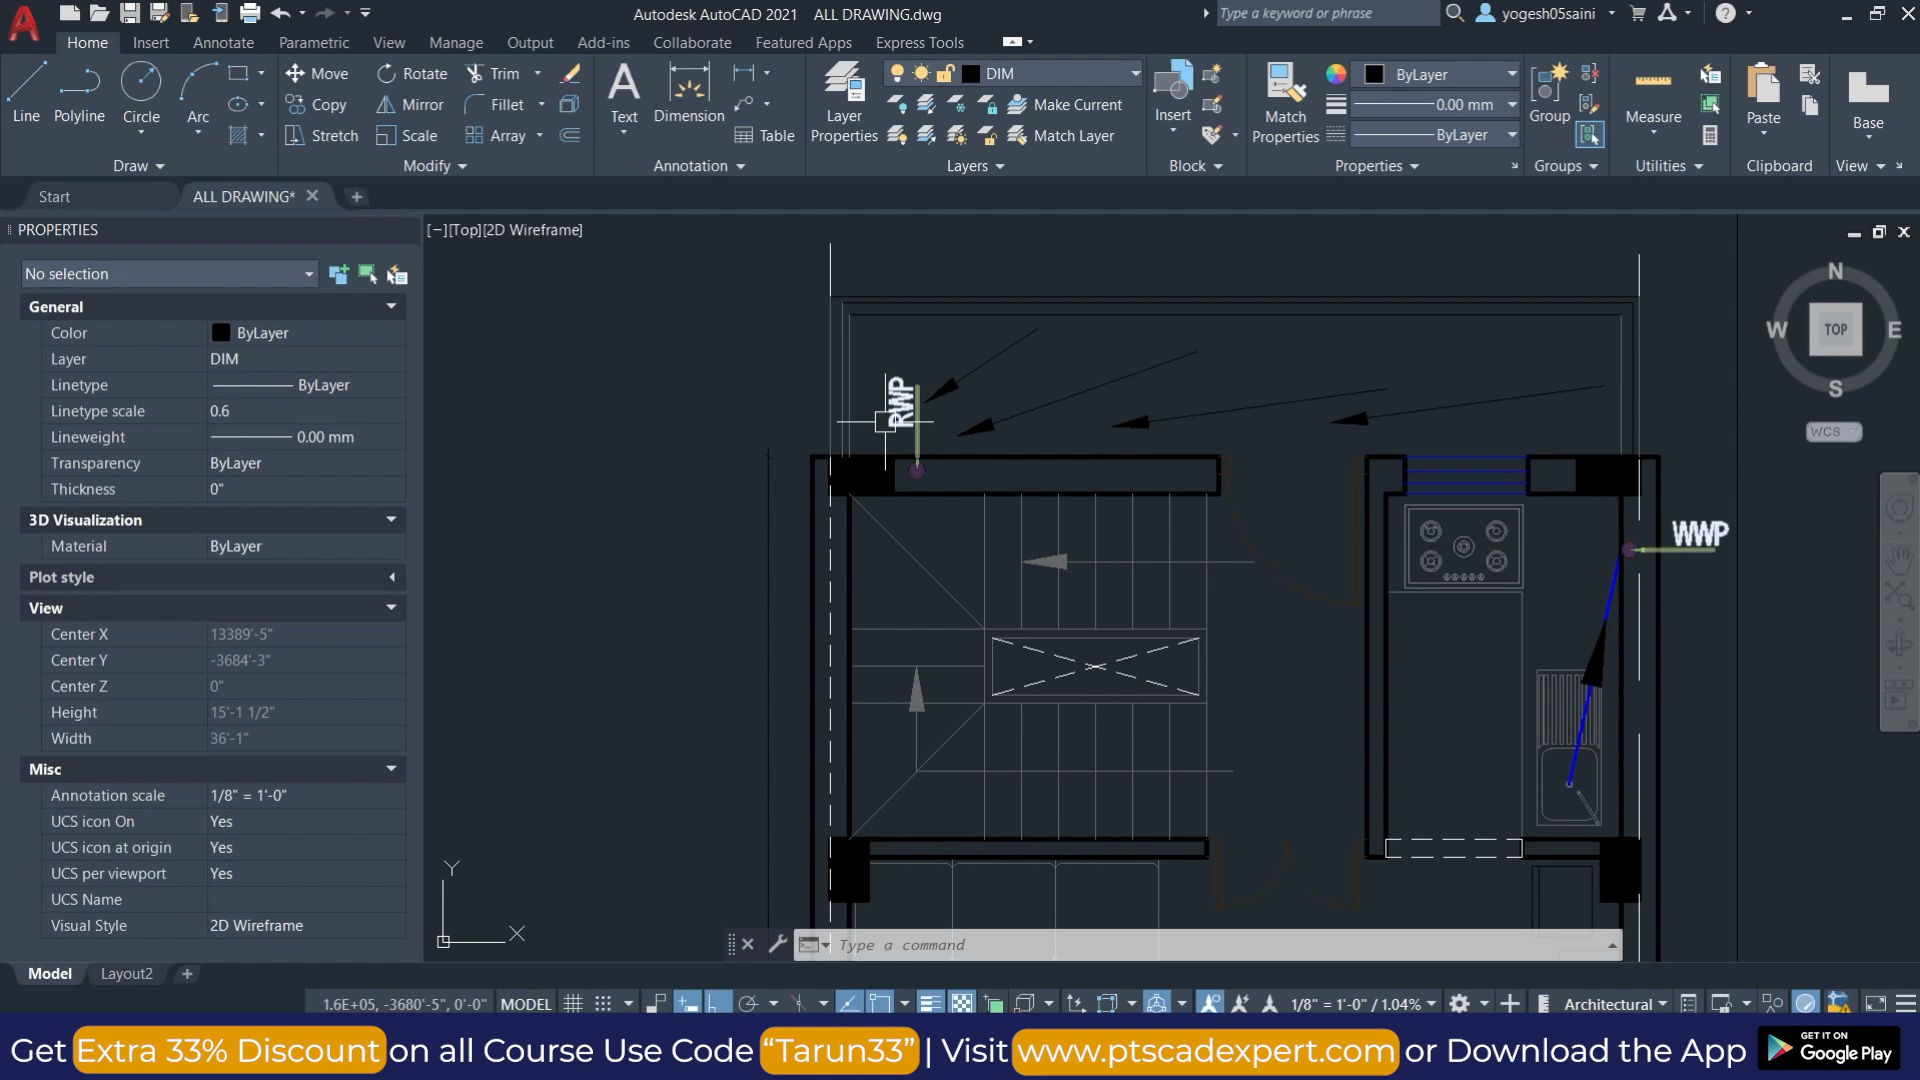 Autodesk AutoCAD 2021 ALL DRAWING.dwg
Type a keyword or phrase
yogesh05saini
Home Insert Annotate Parametric View Manage Output Add-ins Collaborate Featured Apps Express Tools
Line Polyline Circle Arc
Move Rotate Trim
Copy Mirror Fillet
Stretch Scale Array
Text Dimension Table
Layer Properties
DIM
Make Current
Match Layer
Insert
Match Properties
ByLayer
0.00 mm
ByLayer
Group
Measure
Paste
Base
Draw Modify Annotation Layers Block Properties Groups Utilities Clipboard View
Start ALL DRAWING*
PROPERTIES
[−][Top][2D Wireframe]
No selection
General
Color ByLayer
Layer DIM
Linetype ByLayer
Linetype scale 0.6
Lineweight 0.00 mm
Transparency ByLayer
Thickness 0"
3D Visualization
Material ByLayer
Plot style
View
Center X 13389'-5"
Center Y -3684'-3"
Center Z 0"
Height 15'-1 1/2"
Width 36'-1"
Misc
Annotation scale 1/8" = 1'-0"
UCS icon On Yes
UCS icon at origin Yes
UCS per viewport Yes
UCS Name
Visual Style 2D Wireframe
N
W TOP E
S
WCS
RWP
WWP
Y
X
Type a command
Model Layout2
1.6E+05, -3680'-5", 0'-0" MODEL 1/8" = 1'-0" / 1.04% Architectural
Get Extra 33% Discount on all Course Use Code “Tarun33” | Visit www.ptscadexpert.com or Download the App
GET IT ON
Google Play